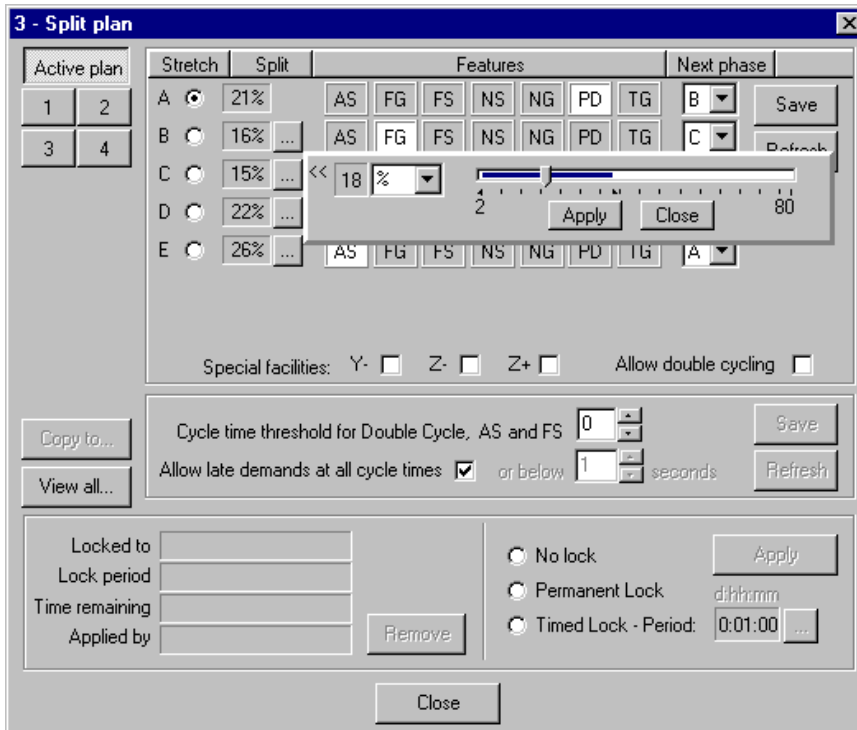 3 - Split plan
Active plan
1 2
3 4
Stretch Split Features Next phase
A 21% AS FG FS NS NG PD TG B Save
B 16% ... AS FG FS NS NG PD TG C Refresh
C 15% ... << 18 %
2 80
Apply Close
D 22% ...
E 26% ... AS FG FS NS NG PD TG A
Special facilities: Y- Z- Z+ Allow double cycling
Copy to...
View all...
Cycle time threshold for Double Cycle, AS and FS 0 Save
Allow late demands at all cycle times or below 1 seconds Refresh
Locked to
Lock period
Time remaining
Applied by
Remove
No lock Apply
Permanent Lock d:hh:mm
Timed Lock - Period: 0:01:00 ...
Close